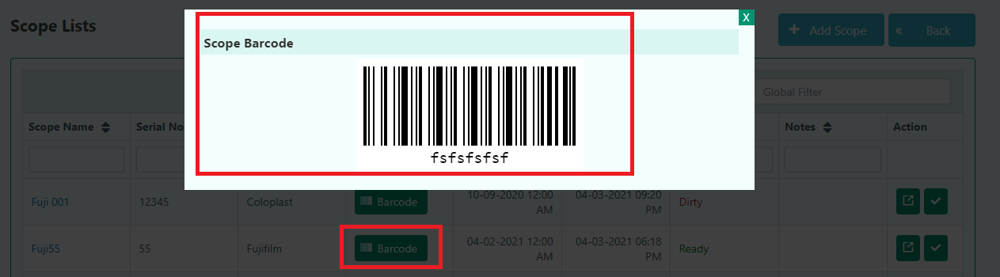 Scope Lists
Add Scope
Back
X
Scope Barcode
fsfsfsfsf
Global Filter
Scope Name
Serial No
Notes
Action
Fuji 001
12345
Coloplast
Barcode
10-09-2020 12:00 AM
04-03-2021 09:20 PM
Dirty
Fuji55
55
Fujifilm
Barcode
04-02-2021 12:00 AM
04-03-2021 06:18 PM
Ready